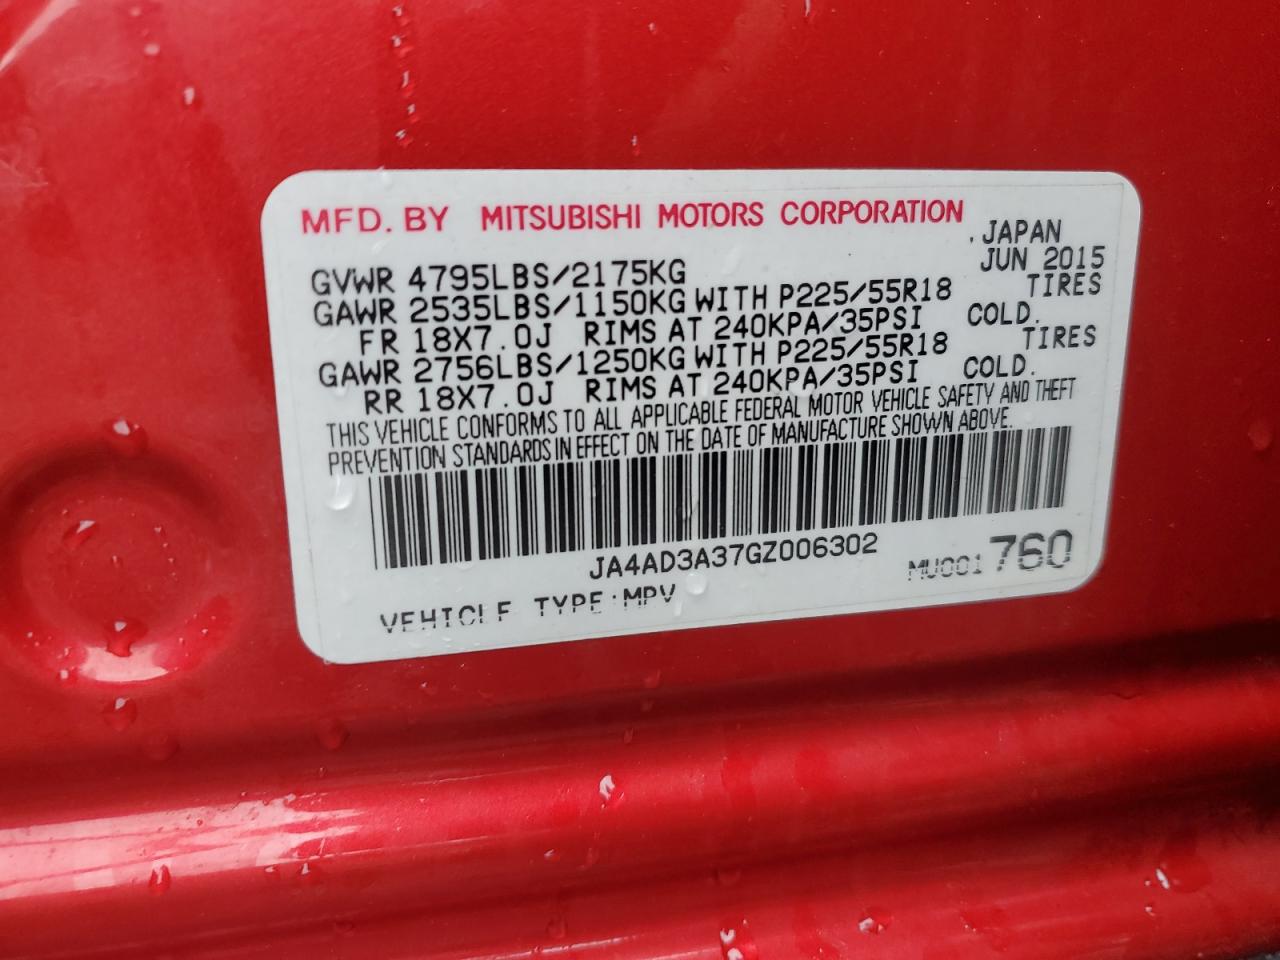 MFD. BY MITSUBISHI MOTORS CORPORATION
. JAPAN
GVWR 4795LBS/2175KG JUN 2015
GAWR 2535LBS/1150KG WITH P225/55R18 TIRES
FR 18X7.0J RIMS AT 240KPA/35PSI COLD.
GAWR 2756LBS/1250KG WITH P225/55R18 TIRES
RR 18X7.0J RIMS AT 240KPA/35PSI COLD.
THIS VEHICLE CONFORMS TO ALL APPLICABLE FEDERAL MOTOR VEHICLE SAFETY AND THEFT
PREVENTION STANDARDS IN EFFECT ON THE DATE OF MANUFACTURE SHOWN ABOVE.
JA4AD3A37GZ006302
MU001760
VEHICLE TYPE:MPV